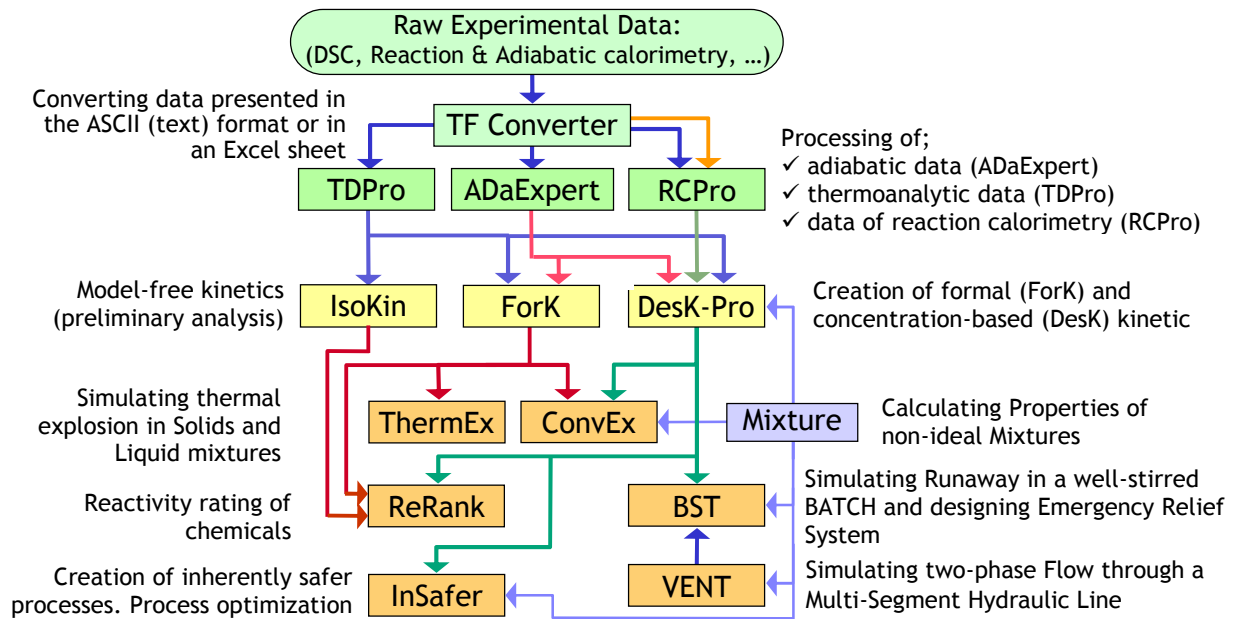 Raw Experimental Data:
(DSC, Reaction & Adiabatic calorimetry, …)
Converting data presented in
the ASCII (text) format or in
an Excel sheet
TF Converter
Processing of;
✓ adiabatic data (ADaExpert)
✓ thermoanalytic data (TDPro)
✓ data of reaction calorimetry (RCPro)
TDPro
ADaExpert
RCPro
Model-free kinetics
(preliminary analysis)
IsoKin
ForK
DesK-Pro
Creation of formal (ForK) and
concentration-based (DesK) kinetic
Simulating thermal
explosion in Solids and
Liquid mixtures
ThermEx
ConvEx
Mixture
Calculating Properties of
non-ideal Mixtures
Reactivity rating of
chemicals
ReRank
BST
Simulating Runaway in a well-stirred
BATCH and designing Emergency Relief
System
Creation of inherently safer
processes. Process optimization
InSafer
VENT
Simulating two-phase Flow through a
Multi-Segment Hydraulic Line